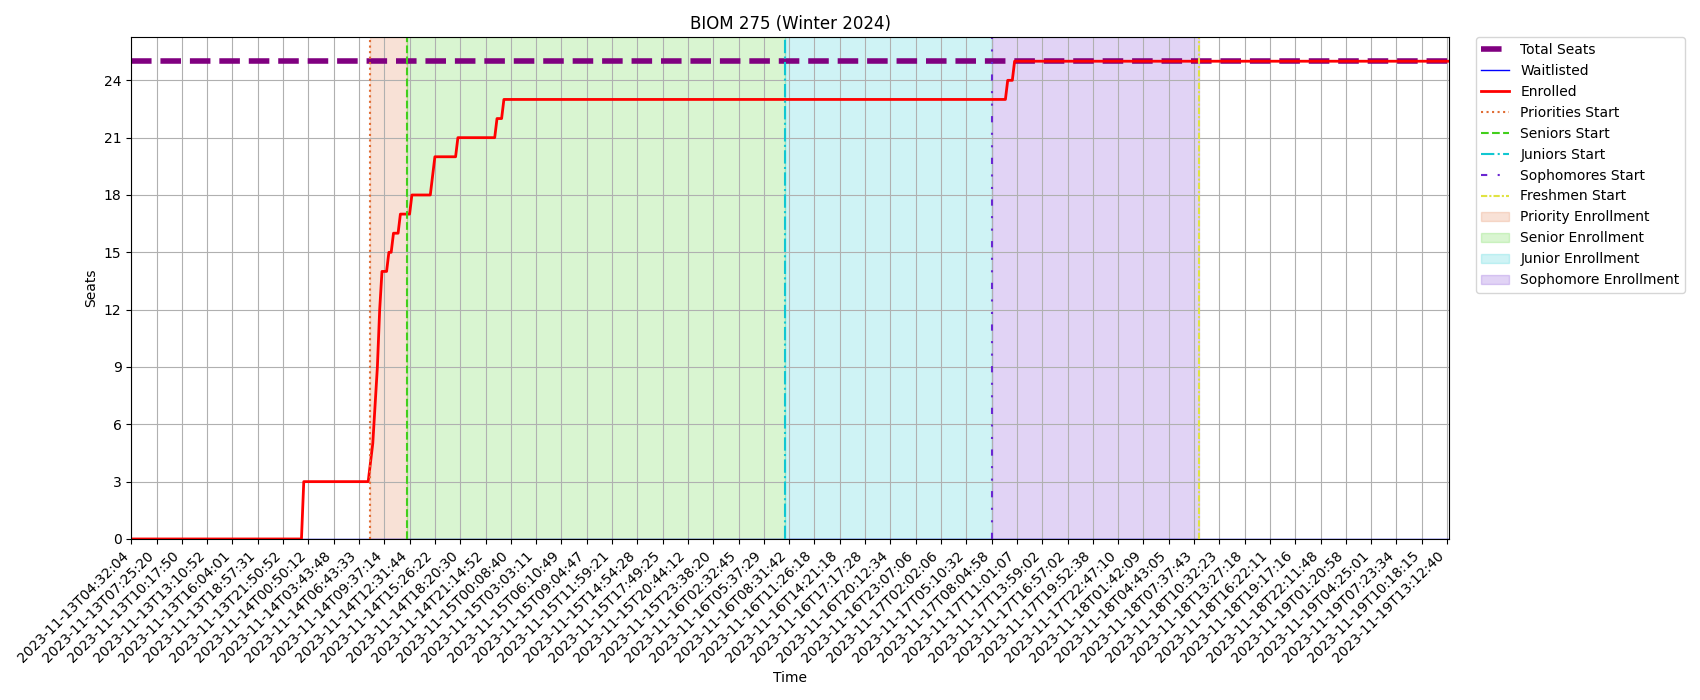 BIOM 275 (Winter 2024)
Total Seats
Waitlisted
Enrolled
Priorities Start
Seniors Start
Juniors Start
Sophomores Start
Freshmen Start
Priority Enrollment
Senior Enrollment
Junior Enrollment
Sophomore Enrollment
Seats
24
21
18
15
12
9
6
3
0
2023-11-13T04:32:04
2023-11-13T07:25:20
2023-11-13T10:17:50
2023-11-13T13:10:52
2023-11-13T16:04:01
2023-11-13T18:57:31
2023-11-13T21:50:52
2023-11-14T00:50:12
2023-11-14T03:43:48
2023-11-14T06:43:33
2023-11-14T09:37:14
2023-11-14T12:31:44
2023-11-14T15:26:22
2023-11-14T18:20:30
2023-11-14T21:14:52
2023-11-15T00:08:40
2023-11-15T03:03:11
2023-11-15T06:10:49
2023-11-15T09:04:47
2023-11-15T11:59:21
2023-11-15T14:54:28
2023-11-15T17:49:25
2023-11-15T20:44:12
2023-11-15T23:38:20
2023-11-16T02:32:45
2023-11-16T05:37:29
2023-11-16T08:31:42
2023-11-16T11:26:18
2023-11-16T14:21:18
2023-11-16T17:17:28
2023-11-16T20:12:34
2023-11-16T23:07:06
2023-11-17T02:02:06
2023-11-17T05:10:32
2023-11-17T08:04:58
2023-11-17T11:01:07
2023-11-17T13:59:02
2023-11-17T16:57:02
2023-11-17T19:52:38
2023-11-17T22:47:10
2023-11-18T01:42:09
2023-11-18T04:43:05
2023-11-18T07:37:43
2023-11-18T10:32:23
2023-11-18T13:27:18
2023-11-18T16:22:11
2023-11-18T19:17:16
2023-11-18T22:11:48
2023-11-19T01:20:58
2023-11-19T04:25:01
2023-11-19T07:23:34
2023-11-19T10:18:15
2023-11-19T13:12:40
Time